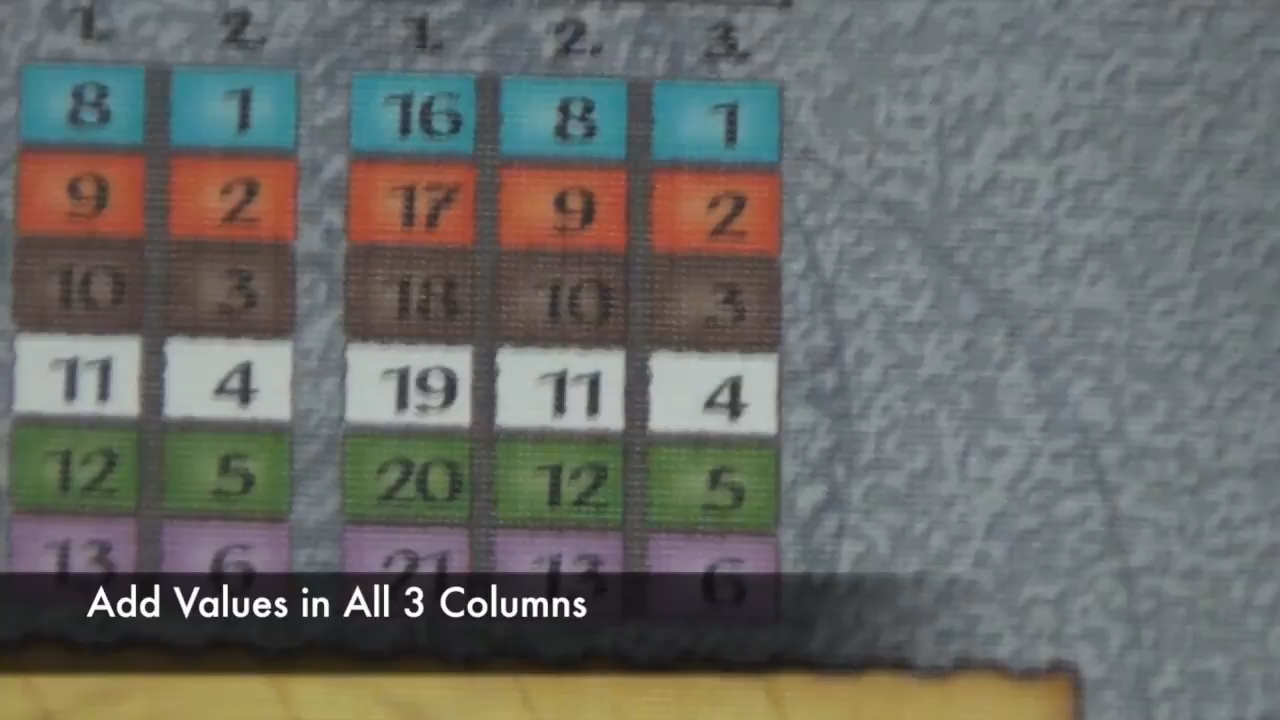 1. 2. 1. 2. 3.
8 1 16 8 1
9 2 17 9 2
10 3 18 10 3
11 4 19 11 4
12 5 20 12 5
13 6 21 13 6
Add Values in All 3 Columns